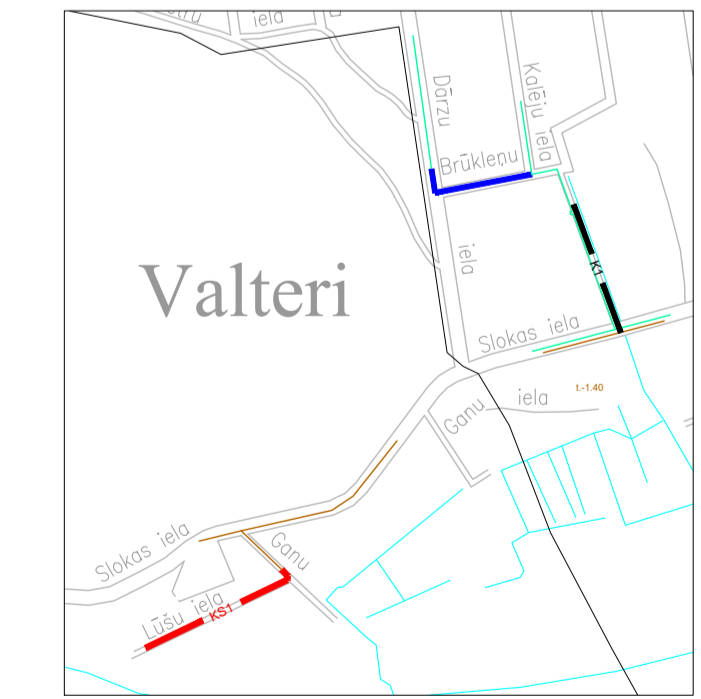 iela
Dārzu
Kalēju iela
Brūkleņu
iela
Valteri
K1
Slokas iela
t.-1.40
Ganu iela
Slokas iela
Ganu
Lūšu iela
KS1